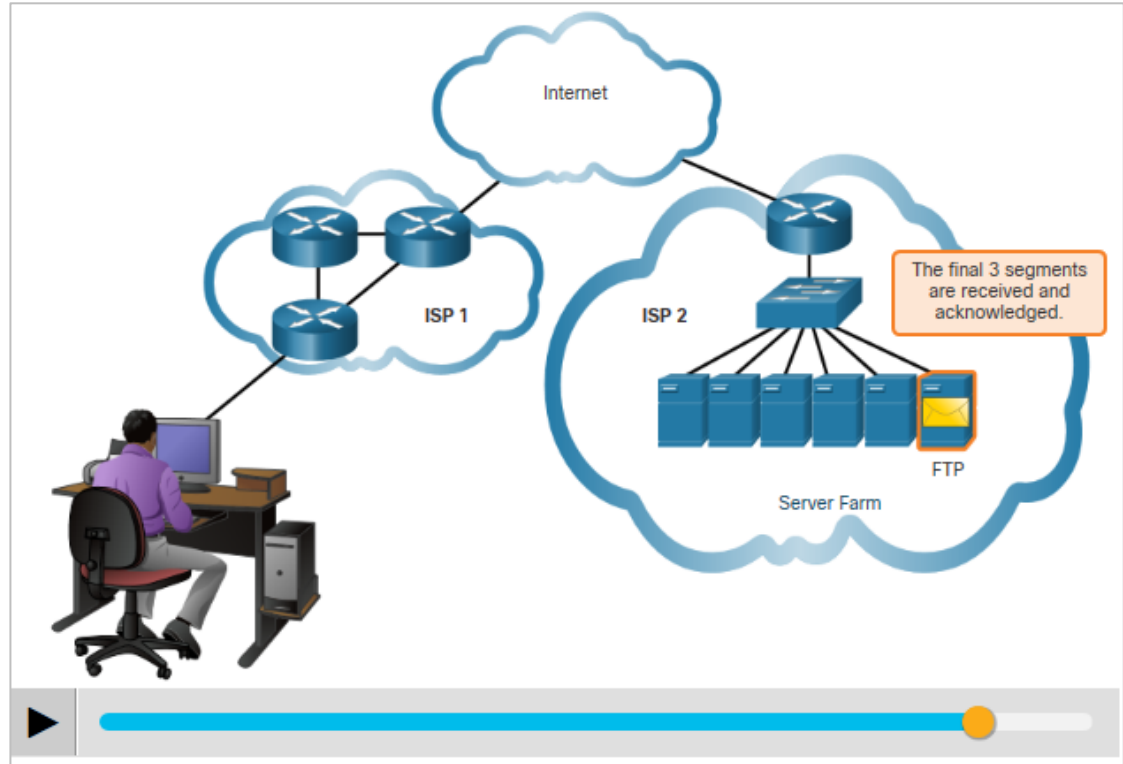 Internet
ISP 1
ISP 2
The final 3 segments
are received and
acknowledged.
FTP
Server Farm